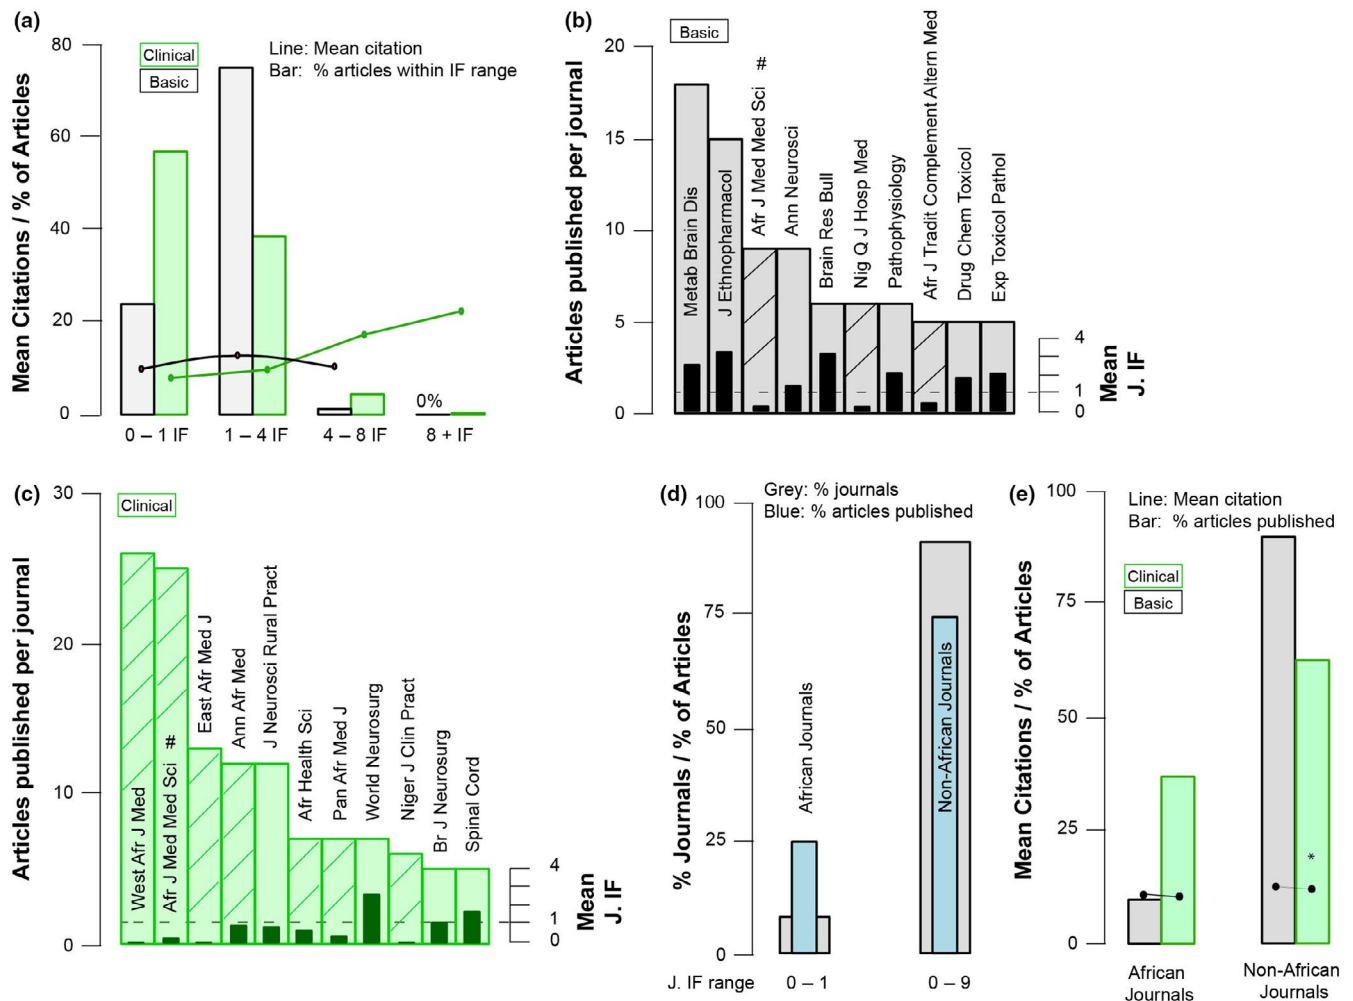 (a)
Mean Citations / % of Articles
80
60
40
20
0
Clinical
Basic
Line: Mean citation
Bar: % articles within IF range
0%
0 – 1 IF
1 – 4 IF
4 – 8 IF
8 + IF
(b)
Articles published per journal
20
15
10
5
0
Basic
Metab Brain Dis
J Ethnopharmacol
Afr J Med Med Sci #
Ann Neurosci
Brain Res Bull
Nig Q J Hosp Med
Pathophysiology
Afr J Tradit Complement Altern Med
Drug Chem Toxicol
Exp Toxicol Pathol
4
1
0
Mean
J. IF
(c)
Articles published per journal
30
20
10
0
Clinical
West Afr J Med
Afr J Med Med Sci #
East Afr Med J
Ann Afr Med
J Neurosci Rural Pract
Afr Health Sci
Pan Afr Med J
World Neurosurg
Niger J Clin Pract
Br J Neurosurg
Spinal Cord
4
1
0
Mean
J. IF
(d)
% Journals / % of Articles
100
75
50
25
0
Grey: % journals
Blue: % articles published
African Journals
Non-African Journals
J. IF range
0 – 1
0 – 9
(e)
Mean Citations / % of Articles
100
75
50
25
0
Line: Mean citation
Bar: % articles published
Clinical
Basic
*
African
Journals
Non-African
Journals